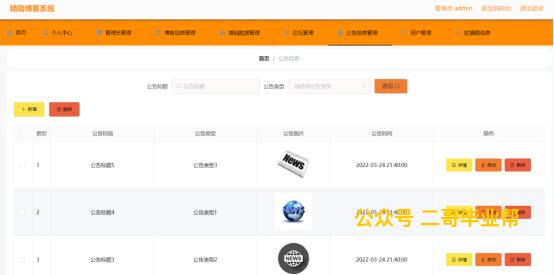 精简博客系统
管理员 admin 退出到前台 退出登录
首页 个人中心 管理员管理 博客信息管理 基础数据管理 论坛管理 公告信息管理 用户管理 轮播图信息
首页 / 公告信息
公告标题 公告标题 公告类型 请选择公告类型 查询
+ 新增 删除
索引 公告标题 公告类型 公告图片 公告时间 操作
1 公告标题5 公告类型3 News 2022-03-24 21:40:00 详情 修改 删除
2 公告标题4 公告类型1 2022-03-24 21:40:00 详情 修改 删除
公众号 二哥毕业帮
3 公告标题3 公告类型2 NEWS 2022-03-24 21:40:00 详情 修改 删除